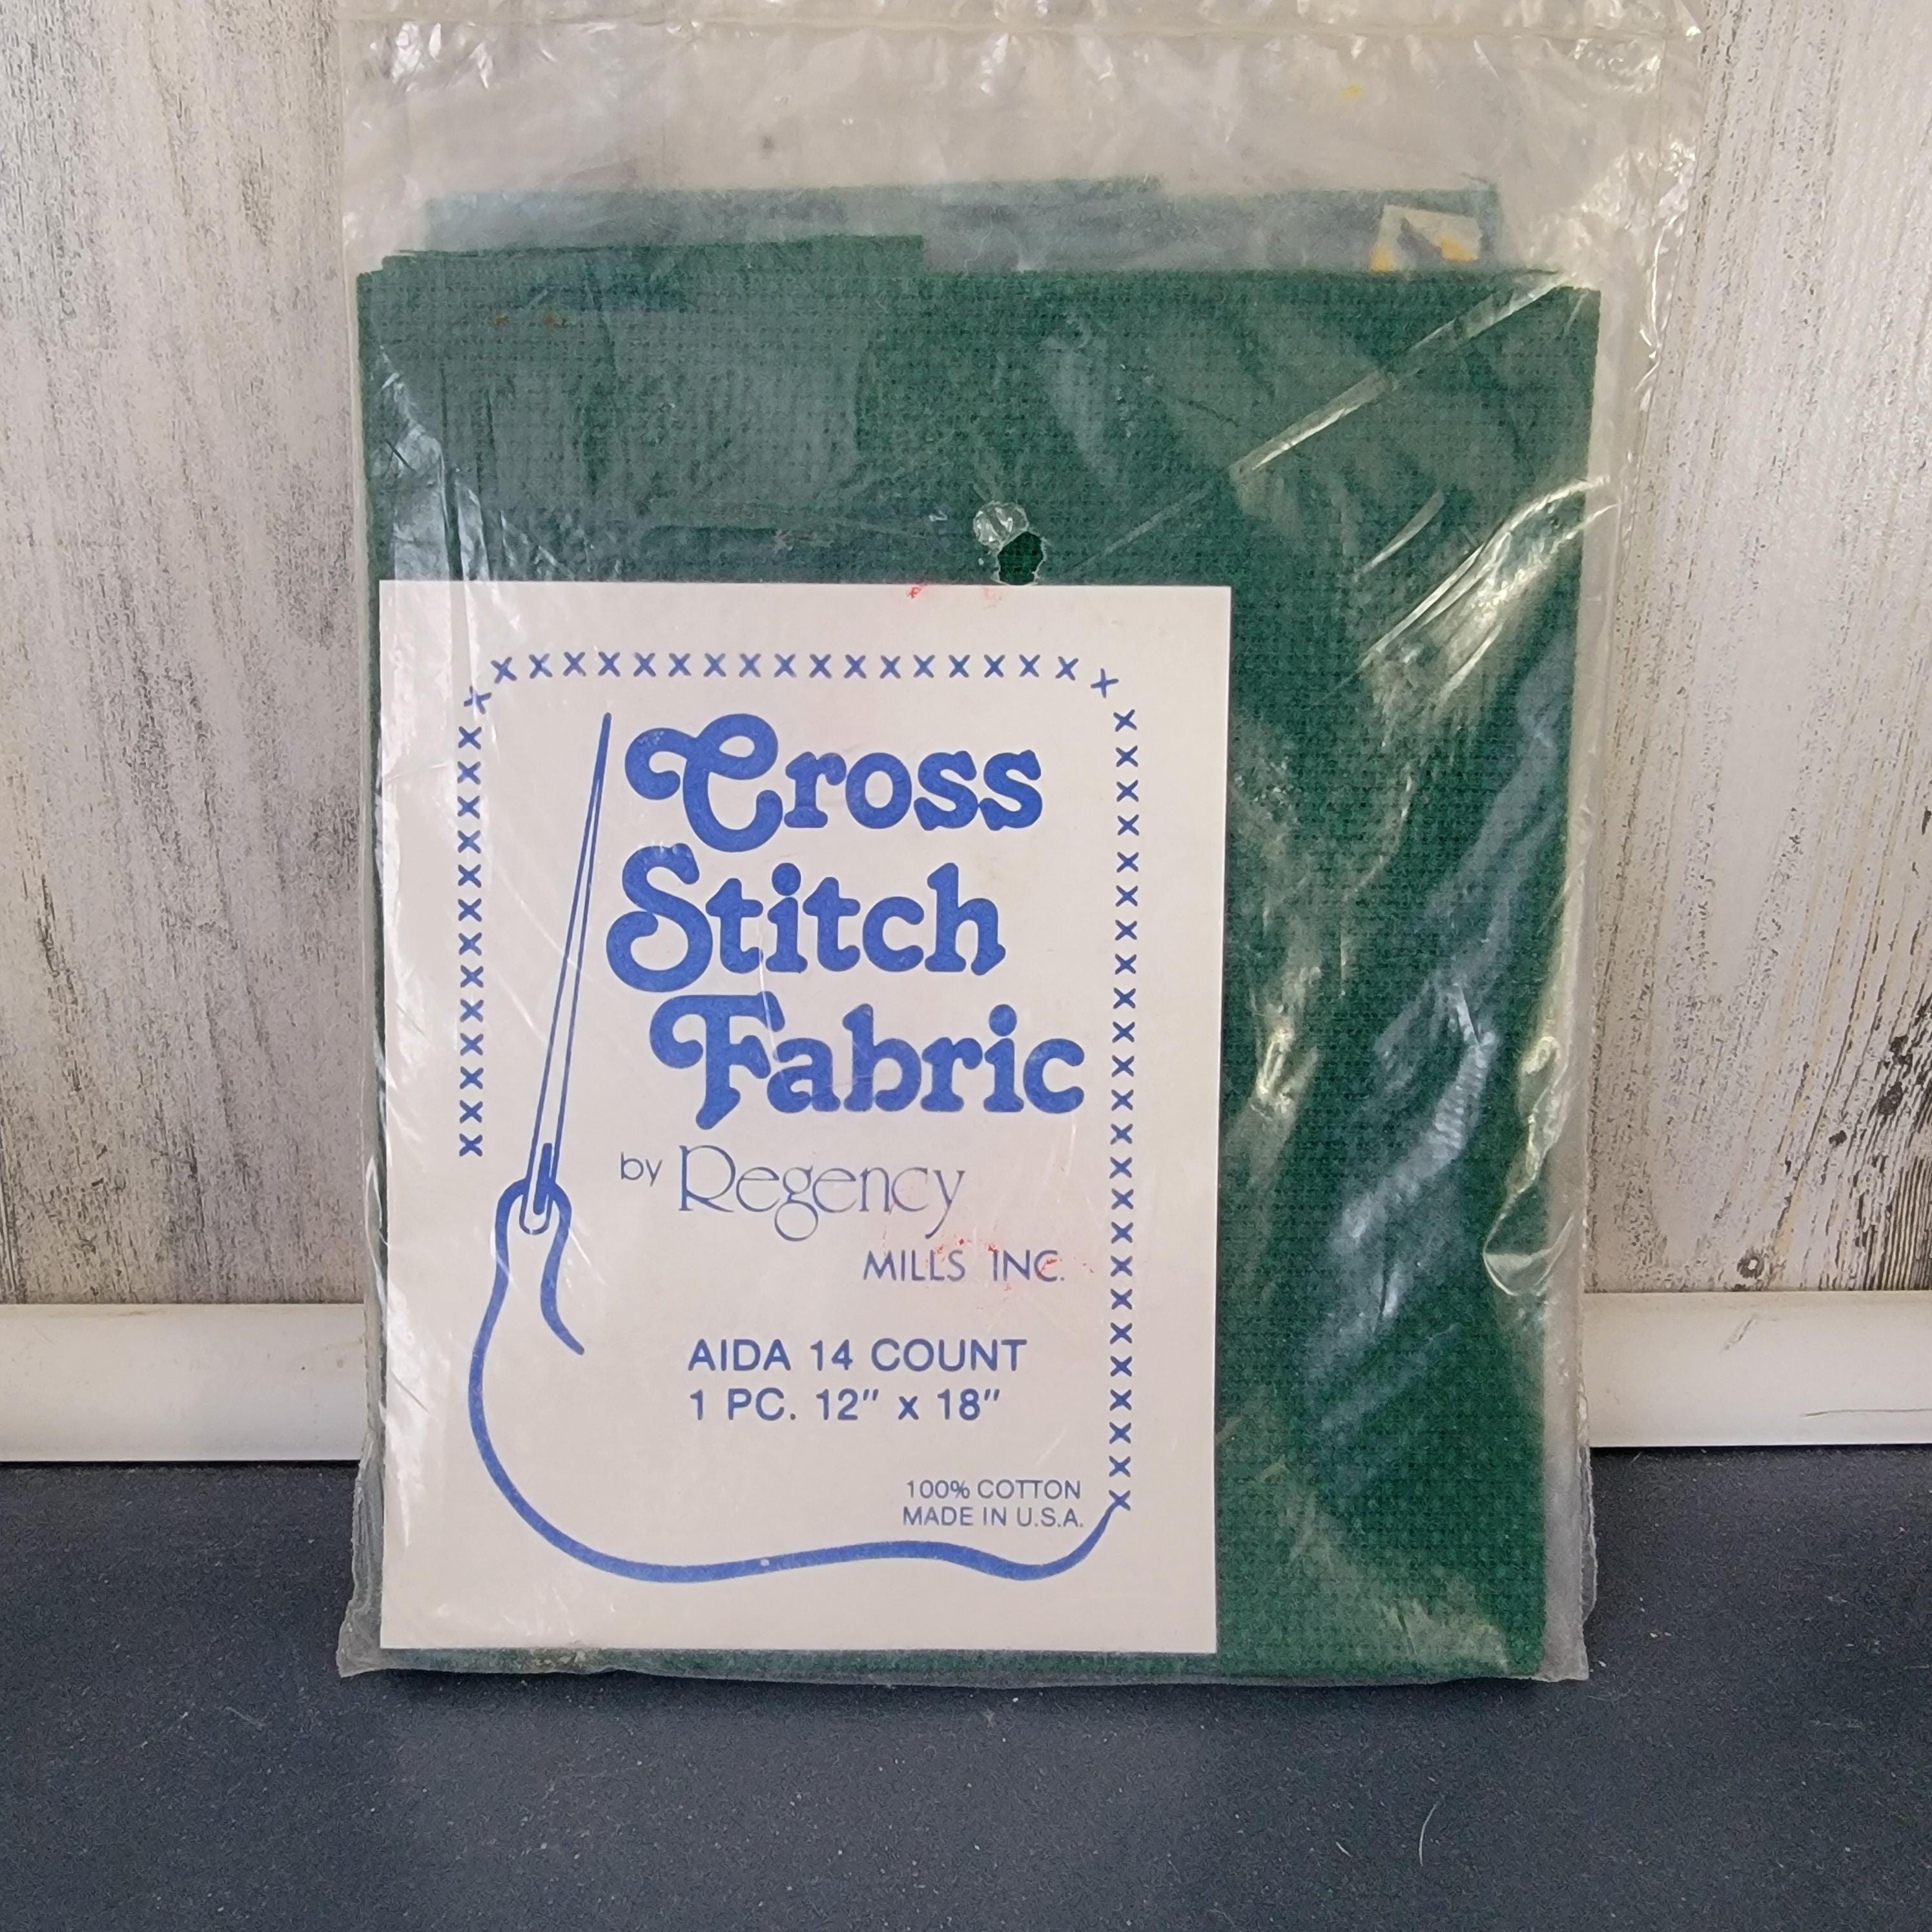 Cross
Stitch
Fabric
by Regency
MILLS INC.
AIDA 14 COUNT
1 PC. 12" x 18"
100% COTTON
MADE IN U.S.A.